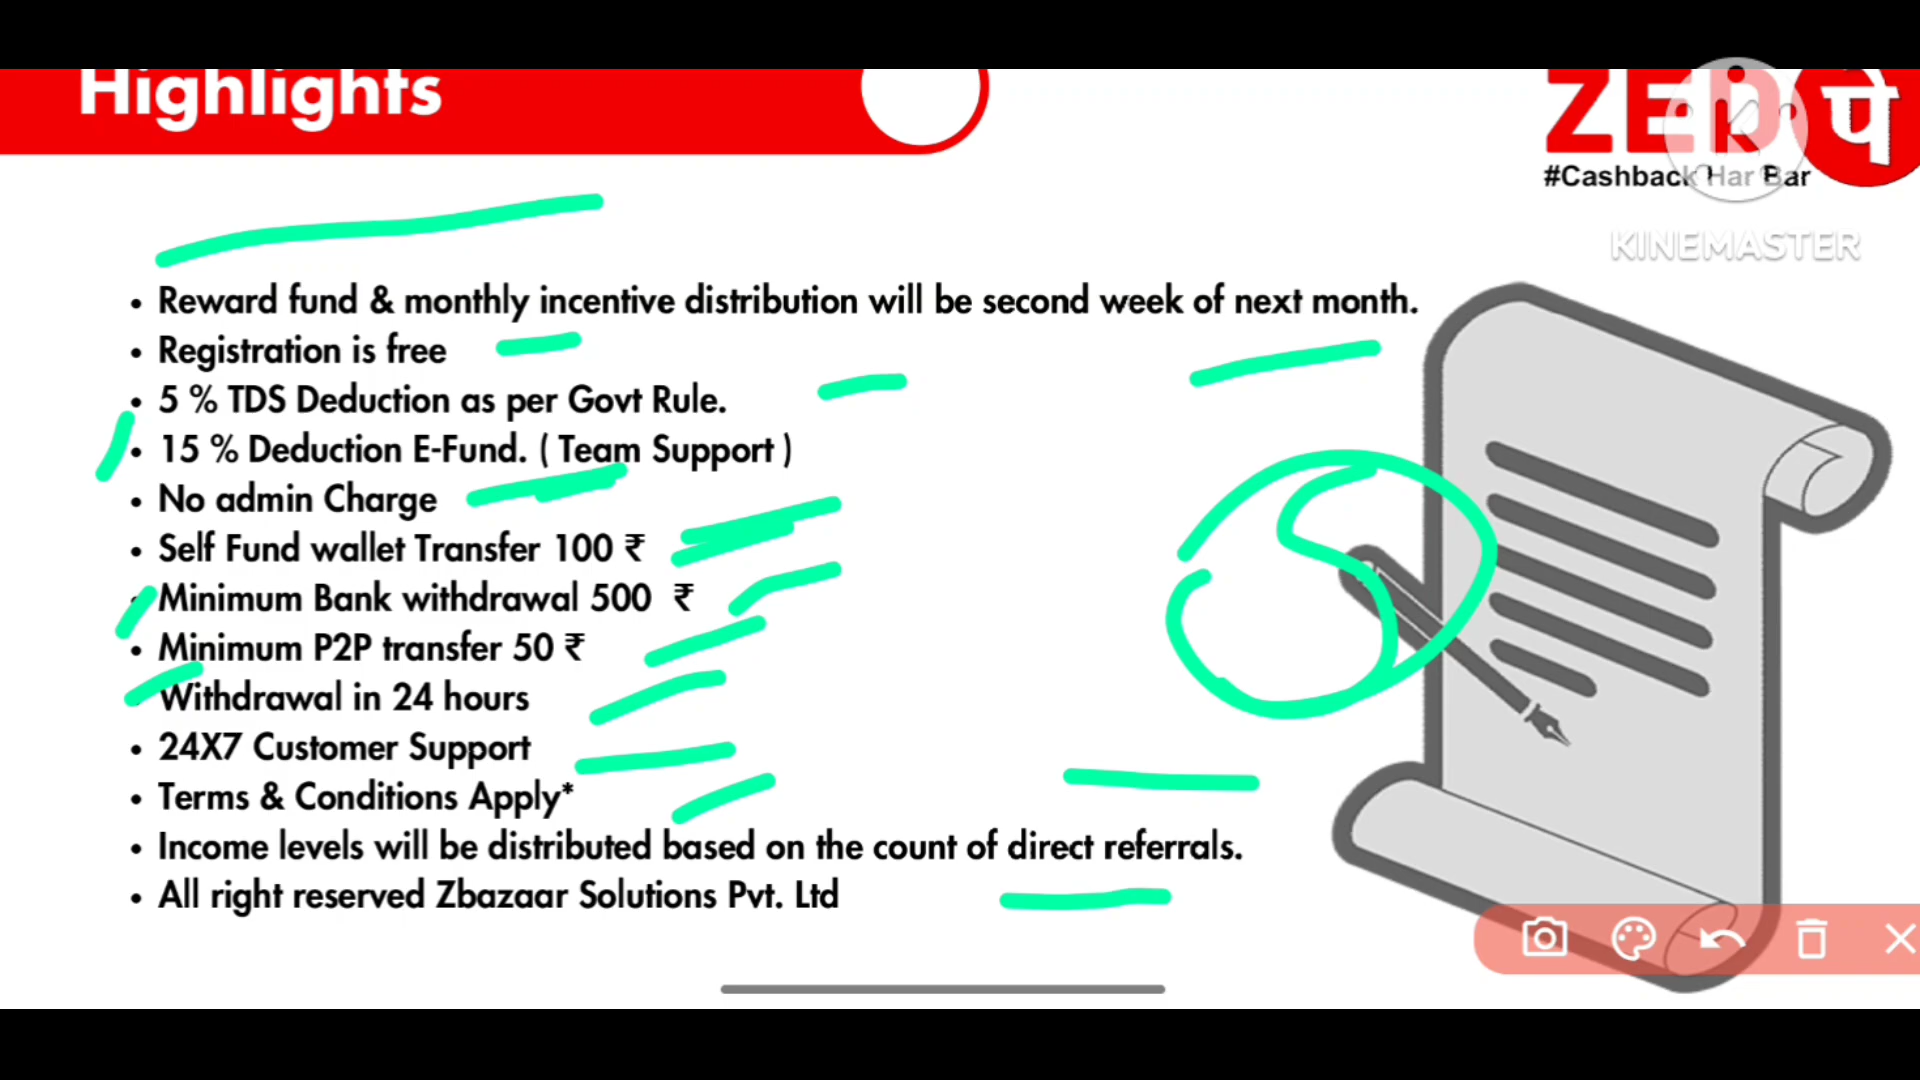 Highlights
ZED पे
#Cashback Har Bar
KINEMASTER
Reward fund & monthly incentive distribution will be second week of next month.
Registration is free
5 % TDS Deduction as per Govt Rule.
15 % Deduction E-Fund. ( Team Support )
No admin Charge
Self Fund wallet Transfer 100 ₹
Minimum Bank withdrawal 500 ₹
Minimum P2P transfer 50 ₹
Withdrawal in 24 hours
24X7 Customer Support
Terms & Conditions Apply*
Income levels will be distributed based on the count of direct referrals.
All right reserved Zbazaar Solutions Pvt. Ltd